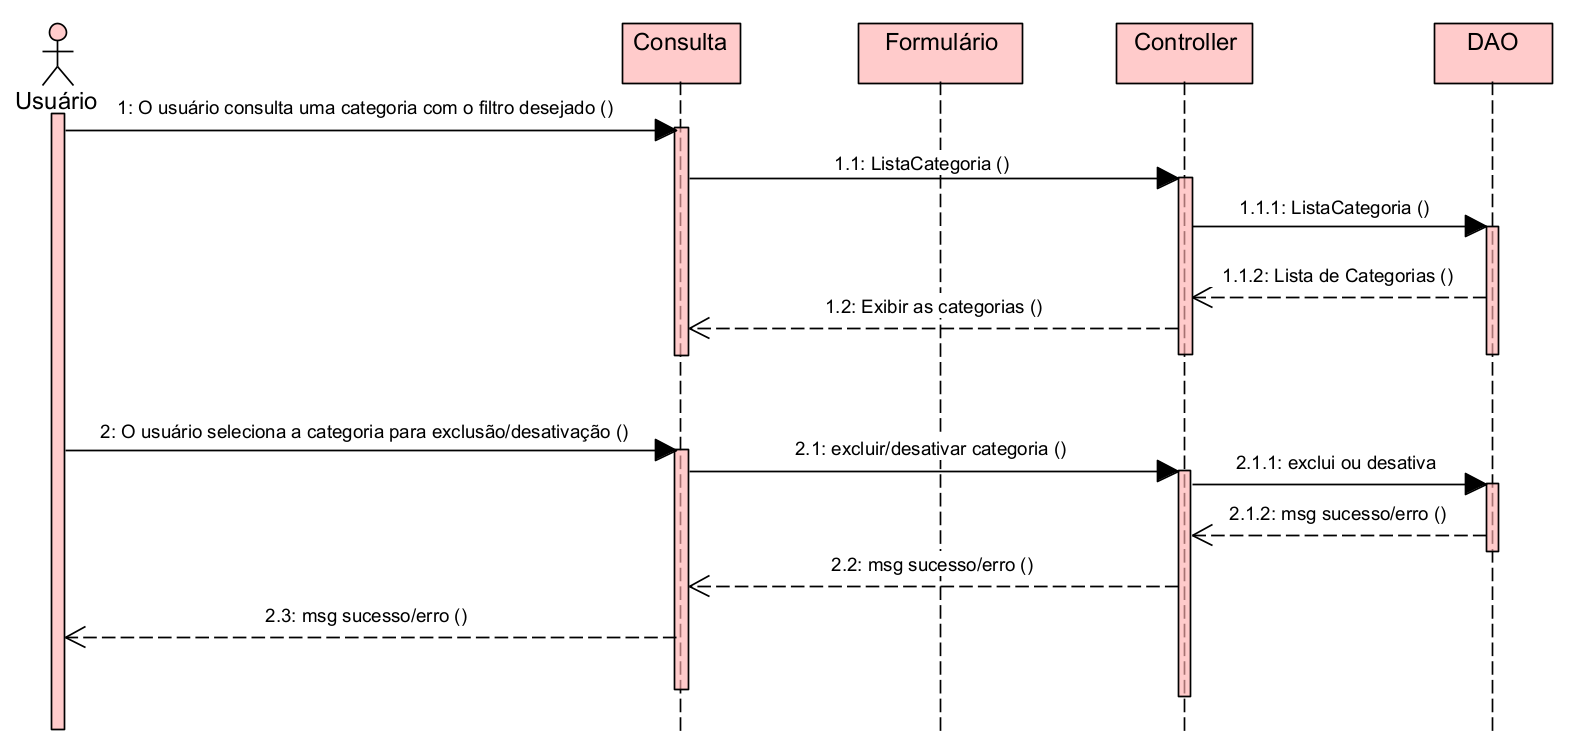 Usuário
Consulta
Formulário
Controller
DAO
1: O usuário consulta uma categoria com o filtro desejado ()
1.1: ListaCategoria ()
1.1.1: ListaCategoria ()
1.1.2: Lista de Categorias ()
1.2: Exibir as categorias ()
2: O usuário seleciona a categoria para exclusão/desativação ()
2.1: excluir/desativar categoria ()
2.1.1: exclui ou desativa
2.1.2: msg sucesso/erro ()
2.2: msg sucesso/erro ()
2.3: msg sucesso/erro ()